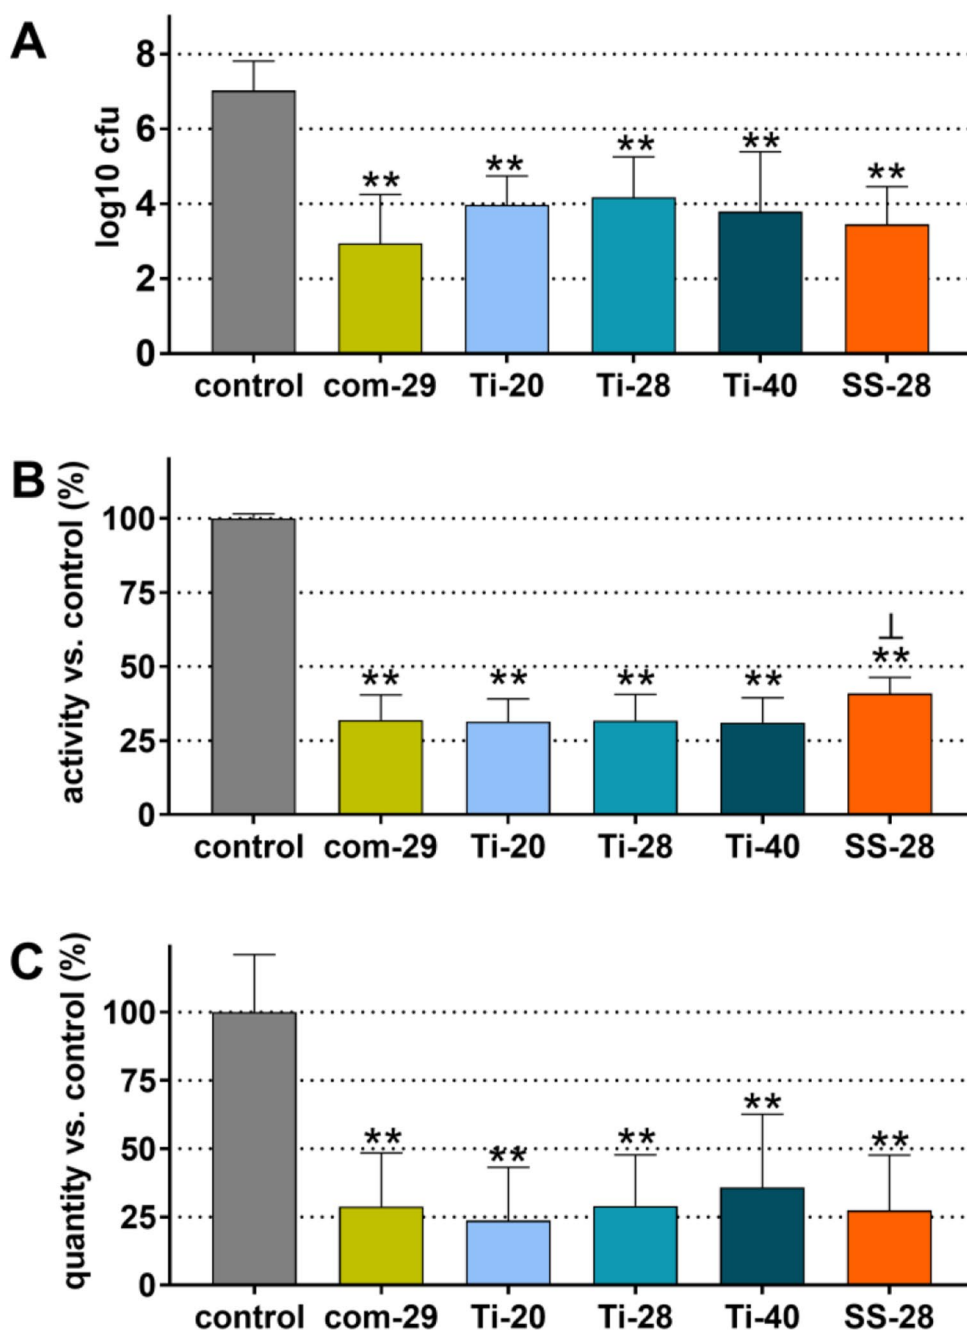 A
log10 cfu
8
6
4
2
0
** ** ** ** **
control com-29 Ti-20 Ti-28 Ti-40 SS-28
B
activity vs. control (%)
100
75
50
25
0
⊥
** ** ** ** **
control com-29 Ti-20 Ti-28 Ti-40 SS-28
C
quantity vs. control (%)
100
75
50
25
0
** ** ** ** **
control com-29 Ti-20 Ti-28 Ti-40 SS-28